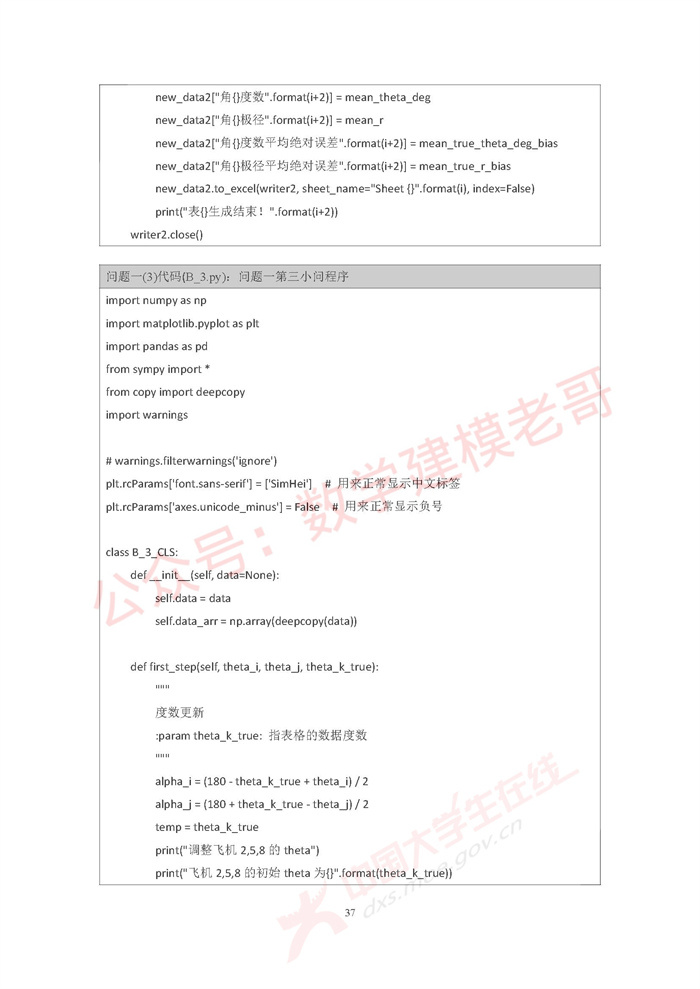 new_data2["角{}度数".format(i+2)] = mean_theta_deg
new_data2["角{}极径".format(i+2)] = mean_r
new_data2["角{}度数平均绝对误差".format(i+2)] = mean_true_theta_deg_bias
new_data2["角{}极径平均绝对误差".format(i+2)] = mean_true_r_bias
new_data2.to_excel(writer2, sheet_name="Sheet {}".format(i), index=False)
print("表{}生成结束！".format(i+2))
writer2.close()
问题一(3)代码(B_3.py)：问题一第三小问程序
import numpy as np
import matplotlib.pyplot as plt
import pandas as pd
from sympy import *
from copy import deepcopy
import warnings
# warnings.filterwarnings('ignore')
plt.rcParams['font.sans-serif'] = ['SimHei'] # 用来正常显示中文标签
plt.rcParams['axes.unicode_minus'] = False # 用来正常显示负号
class B_3_CLS:
def __init__(self, data=None):
self.data = data
self.data_arr = np.array(deepcopy(data))
def first_step(self, theta_i, theta_j, theta_k_true):
"""
度数更新
:param theta_k_true: 指表格的数据度数
"""
alpha_i = (180 - theta_k_true + theta_i) / 2
alpha_j = (180 + theta_k_true - theta_j) / 2
temp = theta_k_true
print("调整飞机 2,5,8 的 theta")
print("飞机 2,5,8 的初始 theta 为{}".format(theta_k_true))
37
公众号：数学建模老哥
中国大学生在线
dxs.moe.gov.cn